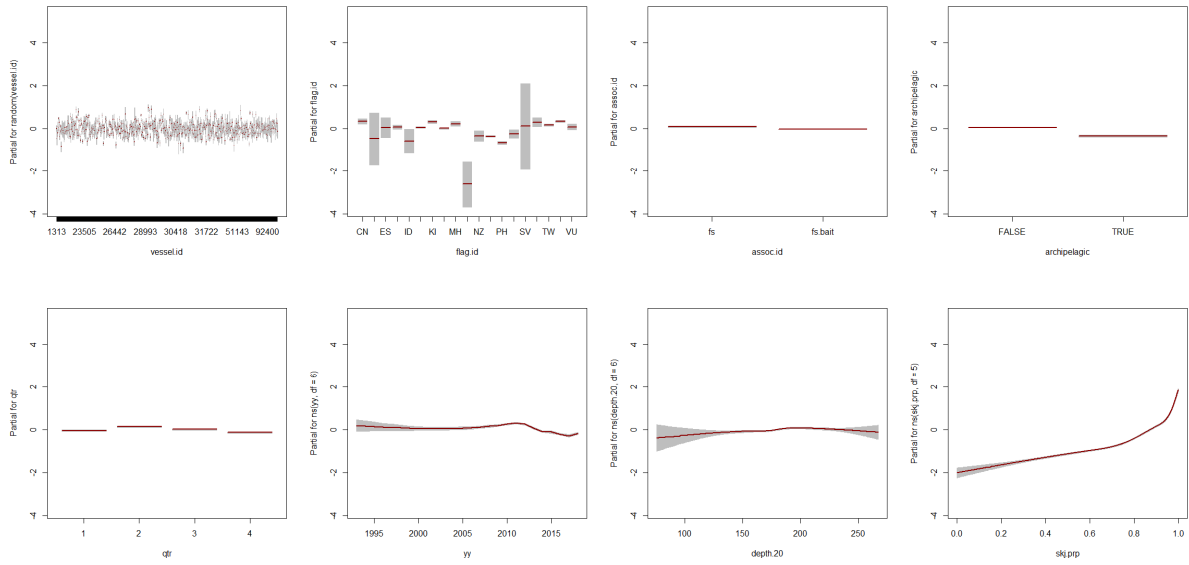 Partial for random(vessel.id)
4
2
0
-2
-4
1313 23505 26442 28993 30418 31722 51143 92400
vessel.id
Partial for flag.id
4
2
0
-2
-4
CN ES ID KI MH NZ PH SV TW VU
flag.id
Partial for assoc.id
4
2
0
-2
-4
fs fs.bait
assoc.id
Partial for archipelagic
4
2
0
-2
-4
FALSE TRUE
archipelagic
Partial for qtr
4
2
0
-2
-4
1 2 3 4
qtr
Partial for ns(yy, df = 6)
4
2
0
-2
-4
1995 2000 2005 2010 2015
yy
Partial for ns(depth.20, df = 6)
4
2
0
-2
-4
100 150 200 250
depth.20
Partial for ns(skj.prp, df = 5)
4
2
0
-2
-4
0.0 0.2 0.4 0.6 0.8 1.0
skj.prp